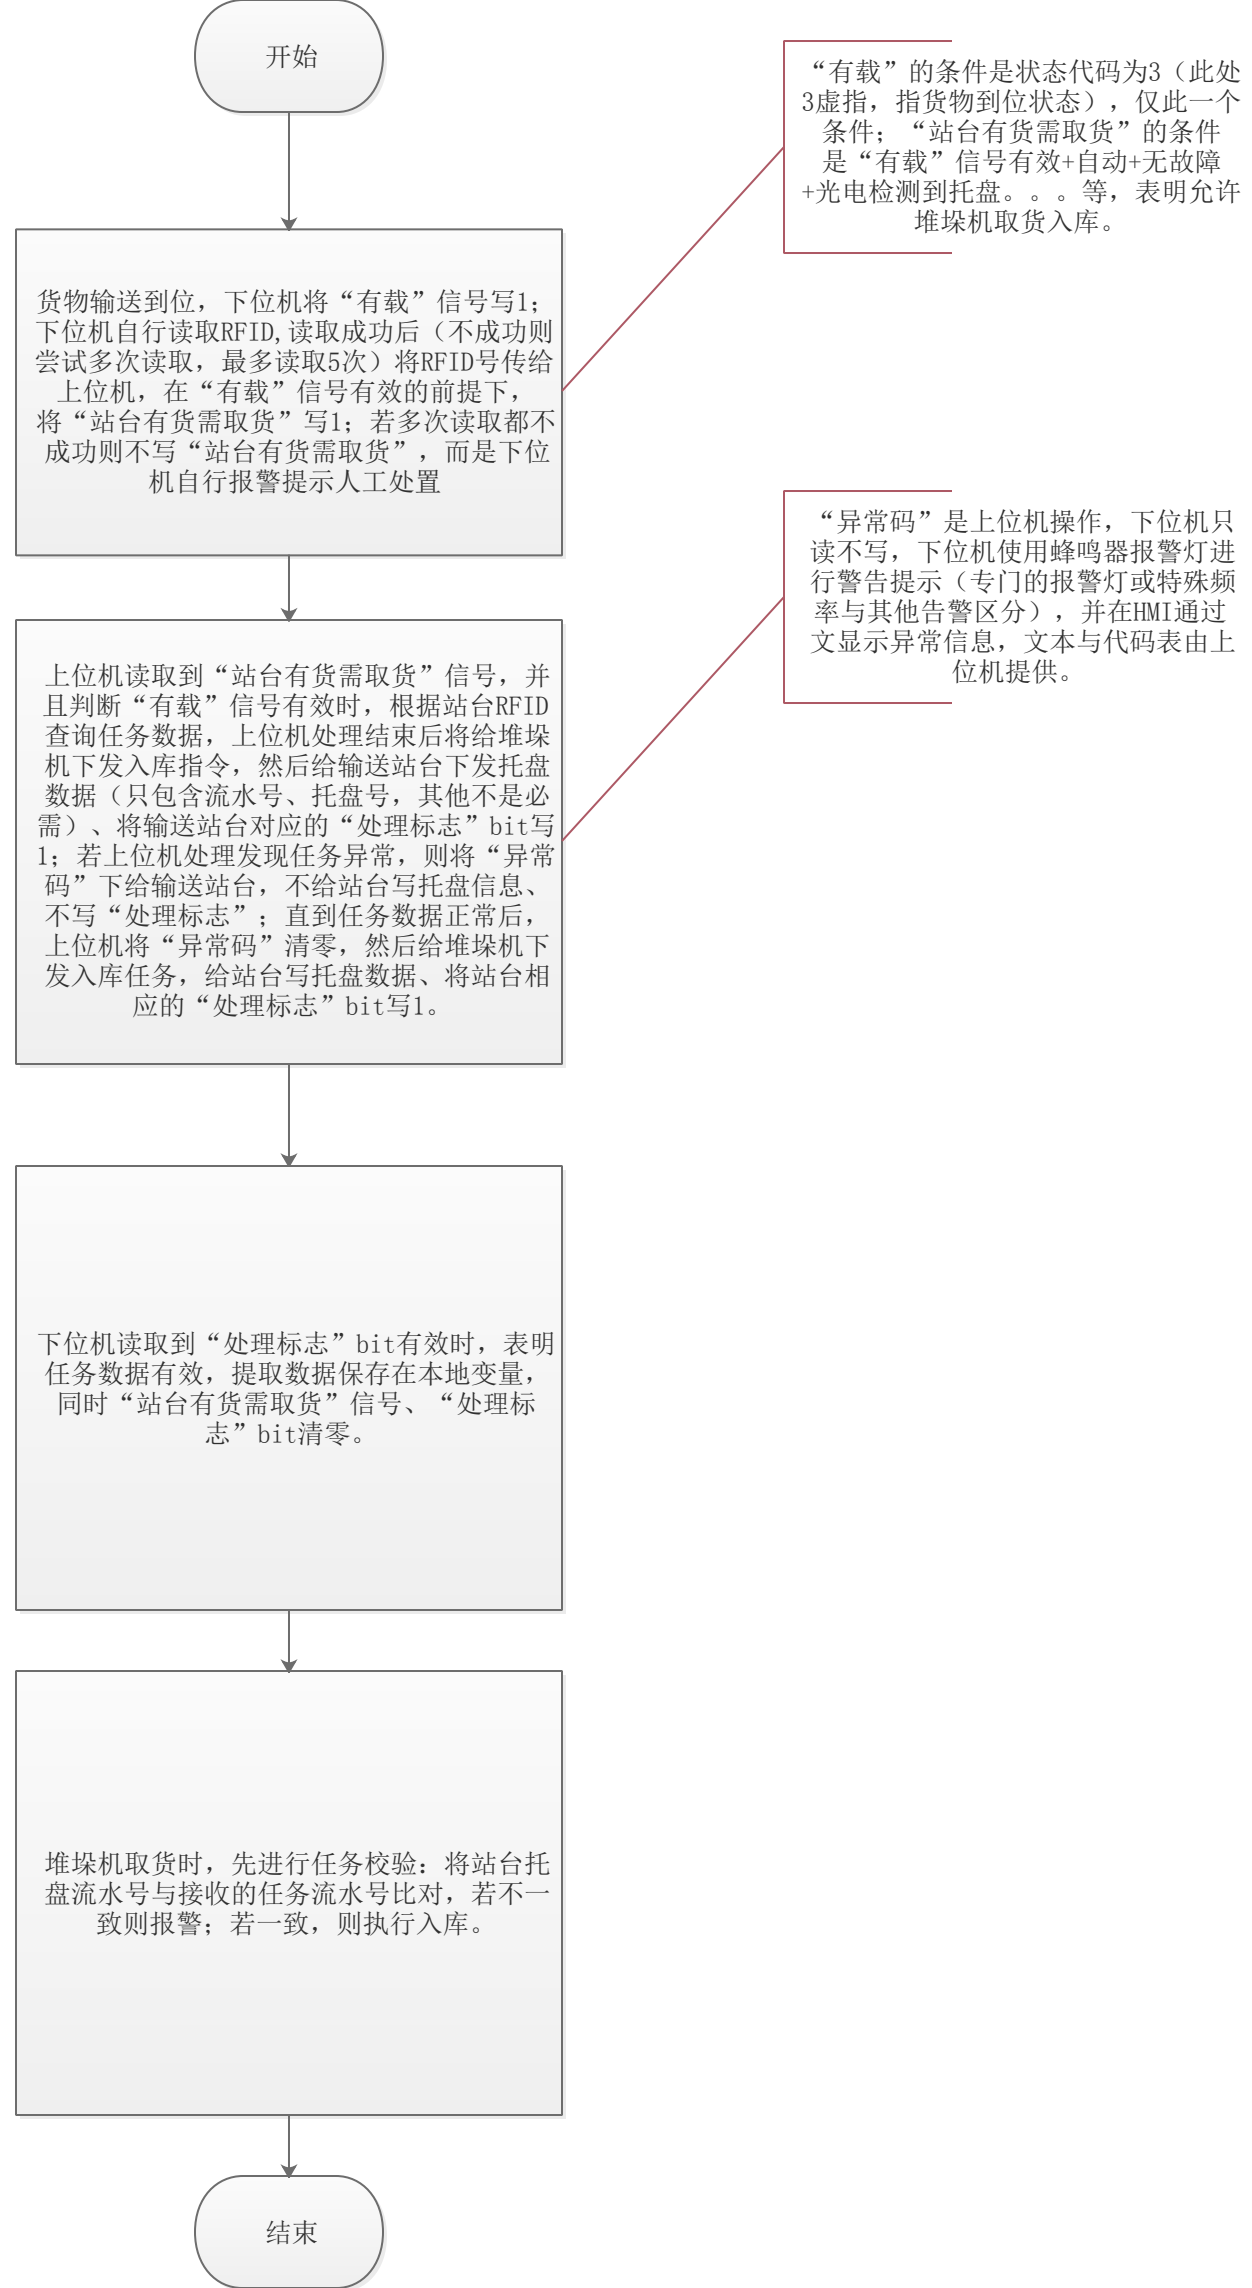 开始
“有载”的条件是状态代码为3（此处
3虚指，指货物到位状态），仅此一个
条件；“站台有货需取货”的条件
是“有载”信号有效+自动+无故障
+光电检测到托盘。。。等，表明允许
堆垛机取货入库。
货物输送到位，下位机将“有载”信号写1；
下位机自行读取RFID,读取成功后（不成功则
尝试多次读取，最多读取5次）将RFID号传给
上位机，在“有载”信号有效的前提下，
将“站台有货需取货”写1；若多次读取都不
成功则不写“站台有货需取货”，而是下位
机自行报警提示人工处置
“异常码”是上位机操作，下位机只
读不写，下位机使用蜂鸣器报警灯进
行警告提示（专门的报警灯或特殊频
率与其他告警区分），并在HMI通过
文显示异常信息，文本与代码表由上
位机提供。
上位机读取到“站台有货需取货”信号，并
且判断“有载”信号有效时，根据站台RFID
查询任务数据，上位机处理结束后将给堆垛
机下发入库指令，然后给输送站台下发托盘
数据（只包含流水号、托盘号，其他不是必
需）、将输送站台对应的“处理标志”bit写
1；若上位机处理发现任务异常，则将“异常
码”下给输送站台，不给站台写托盘信息、
不写“处理标志”；直到任务数据正常后，
上位机将“异常码”清零，然后给堆垛机下
发入库任务，给站台写托盘数据、将站台相
应的“处理标志”bit写1。
下位机读取到“处理标志”bit有效时，表明
任务数据有效，提取数据保存在本地变量，
同时“站台有货需取货”信号、“处理标
志”bit清零。
堆垛机取货时，先进行任务校验：将站台托
盘流水号与接收的任务流水号比对，若不一
致则报警；若一致，则执行入库。
结束